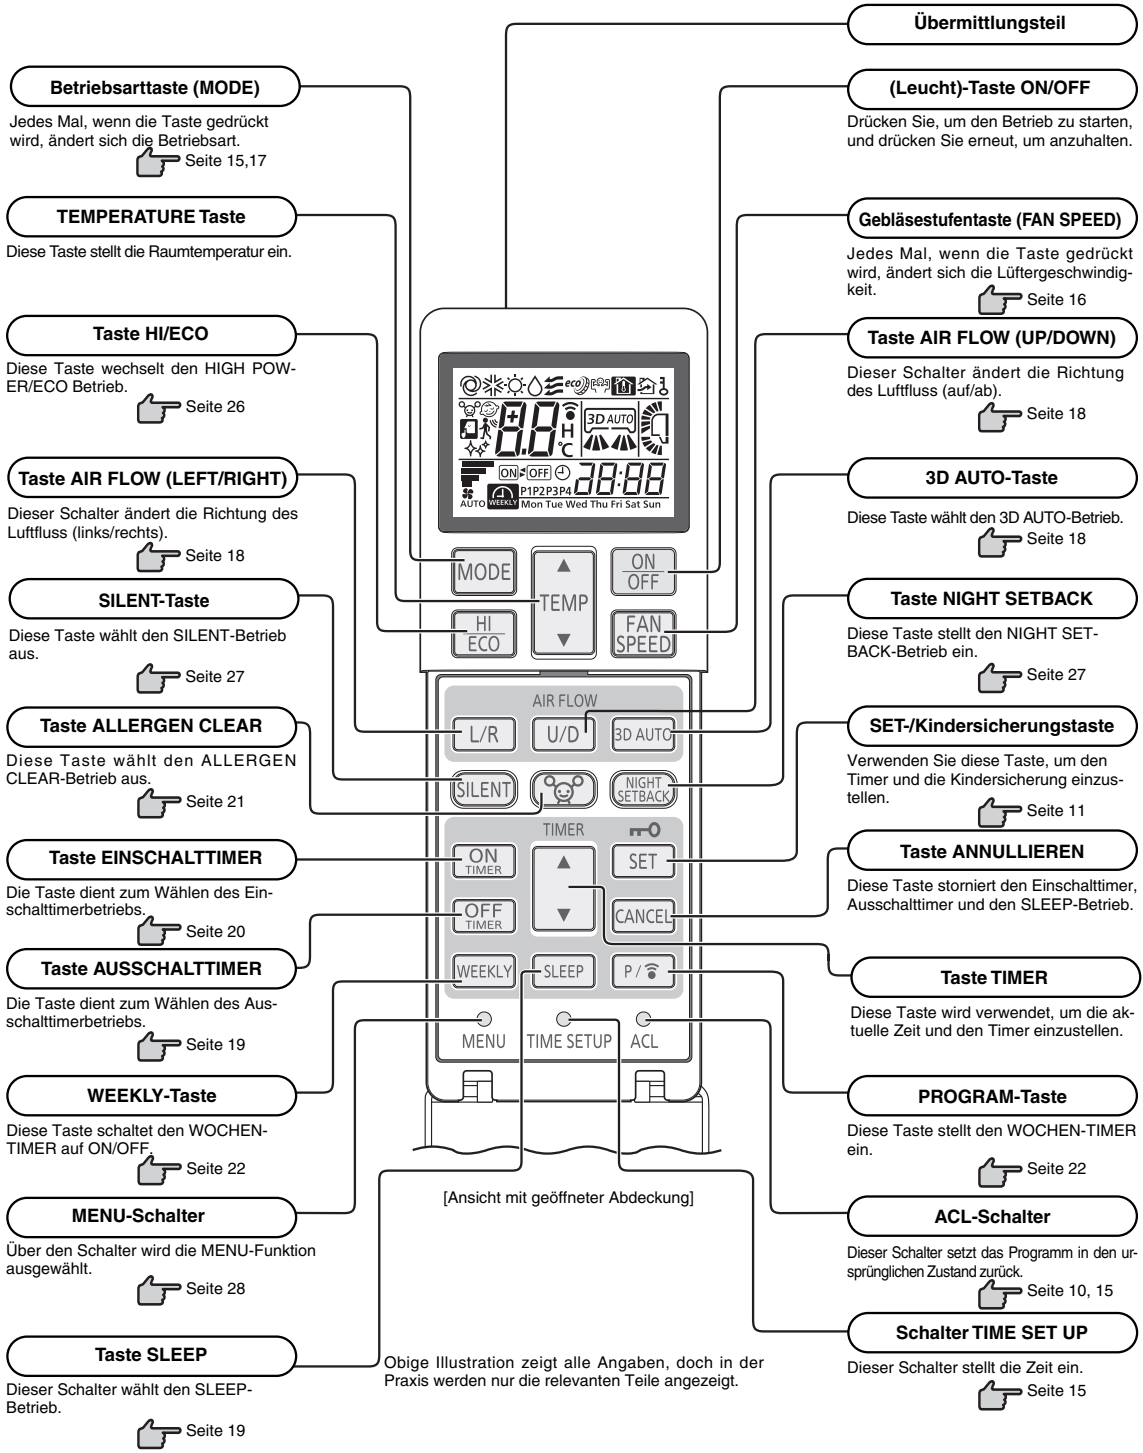 Übermittlungsteil
Betriebsarttaste (MODE)
Jedes Mal, wenn die Taste gedrückt
wird, ändert sich die Betriebsart.
Seite 15,17
TEMPERATURE Taste
Diese Taste stellt die Raumtemperatur ein.
Taste HI/ECO
Diese Taste wechselt den HIGH POW-
ER/ECO Betrieb.
Seite 26
Taste AIR FLOW (LEFT/RIGHT)
Dieser Schalter ändert die Richtung des
Luftfluss (links/rechts).
Seite 18
SILENT-Taste
Diese Taste wählt den SILENT-Betrieb
aus.
Seite 27
Taste ALLERGEN CLEAR
Diese Taste wählt den ALLERGEN
CLEAR-Betrieb aus.
Seite 21
Taste EINSCHALTTIMER
Die Taste dient zum Wählen des Ein-
schalttimerbetriebs.
Seite 20
Taste AUSSCHALTTIMER
Die Taste dient zum Wählen des Aus-
schalttimerbetriebs.
Seite 19
WEEKLY-Taste
Diese Taste schaltet den WOCHEN-
TIMER auf ON/OFF.
Seite 22
MENU-Schalter
Über den Schalter wird die MENU-Funktion
ausgewählt.
Seite 28
Taste SLEEP
Dieser Schalter wählt den SLEEP-
Betrieb.
Seite 19
eco
3D AUTO
8.8
H
°C
ON OFF
P1P2P3P4
28:88
AUTO WEEKLY Mon Tue Wed Thu Fri Sat Sun
MODE
TEMP
ON
OFF
HI
ECO
FAN
SPEED
AIR FLOW
L/R
U/D
3D AUTO
SILENT
NIGHT
SETBACK
TIMER
ON
TIMER
SET
OFF
TIMER
CANCEL
WEEKLY
SLEEP
P /
MENU
TIME SETUP
ACL
[Ansicht mit geöffneter Abdeckung]
Obige Illustration zeigt alle Angaben, doch in der
Praxis werden nur die relevanten Teile angezeigt.
(Leucht)-Taste ON/OFF
Drücken Sie, um den Betrieb zu starten,
und drücken Sie erneut, um anzuhalten.
Gebläsestufentaste (FAN SPEED)
Jedes Mal, wenn die Taste gedrückt
wird, ändert sich die Lüftergeschwindig-
keit.
Seite 16
Taste AIR FLOW (UP/DOWN)
Dieser Schalter ändert die Richtung
des Luftfluss (auf/ab).
Seite 18
3D AUTO-Taste
Diese Taste wählt den 3D AUTO-Betrieb.
Seite 18
Taste NIGHT SETBACK
Diese Taste stellt den NIGHT SET-
BACK-Betrieb ein.
Seite 27
SET-/Kindersicherungstaste
Verwenden Sie diese Taste, um den
Timer und die Kindersicherung einzus-
tellen.
Seite 11
Taste ANNULLIEREN
Diese Taste storniert den Einschalttimer,
Ausschalttimer und den SLEEP-Betrieb.
Taste TIMER
Diese Taste wird verwendet, um die ak-
tuelle Zeit und den Timer einzustellen.
PROGRAM-Taste
Diese Taste stellt den WOCHEN-TIMER
ein.
Seite 22
ACL-Schalter
Dieser Schalter setzt das Programm in den ur-
sprünglichen Zustand zurück.
Seite 10, 15
Schalter TIME SET UP
Dieser Schalter stellt die Zeit ein.
Seite 15